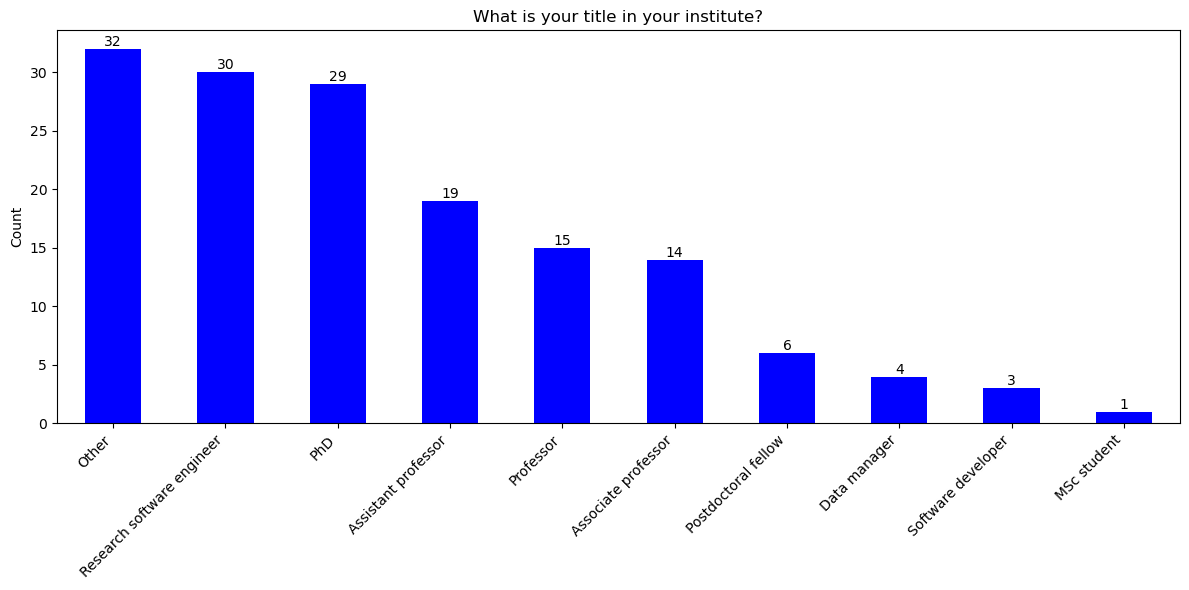 What is your title in your institute?
32
30
29
19
15
14
6
4
3
1
Count
30
25
20
15
10
5
0
Other
Research software engineer
PhD
Assistant professor
Professor
Associate professor
Postdoctoral fellow
Data manager
Software developer
MSc student